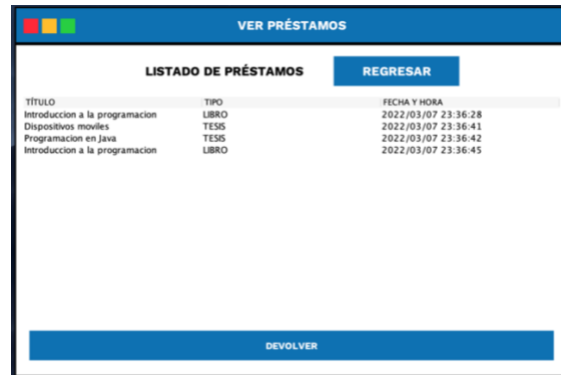 VER PRÉSTAMOS
LISTADO DE PRÉSTAMOS REGRESAR
TÍTULO TIPO FECHA Y HORA
Introduccion a la programacion LIBRO 2022/03/07 23:36:28
Dispositivos moviles TESIS 2022/03/07 23:36:41
Programacion en Java TESIS 2022/03/07 23:36:42
Introduccion a la programacion LIBRO 2022/03/07 23:36:45
DEVOLVER